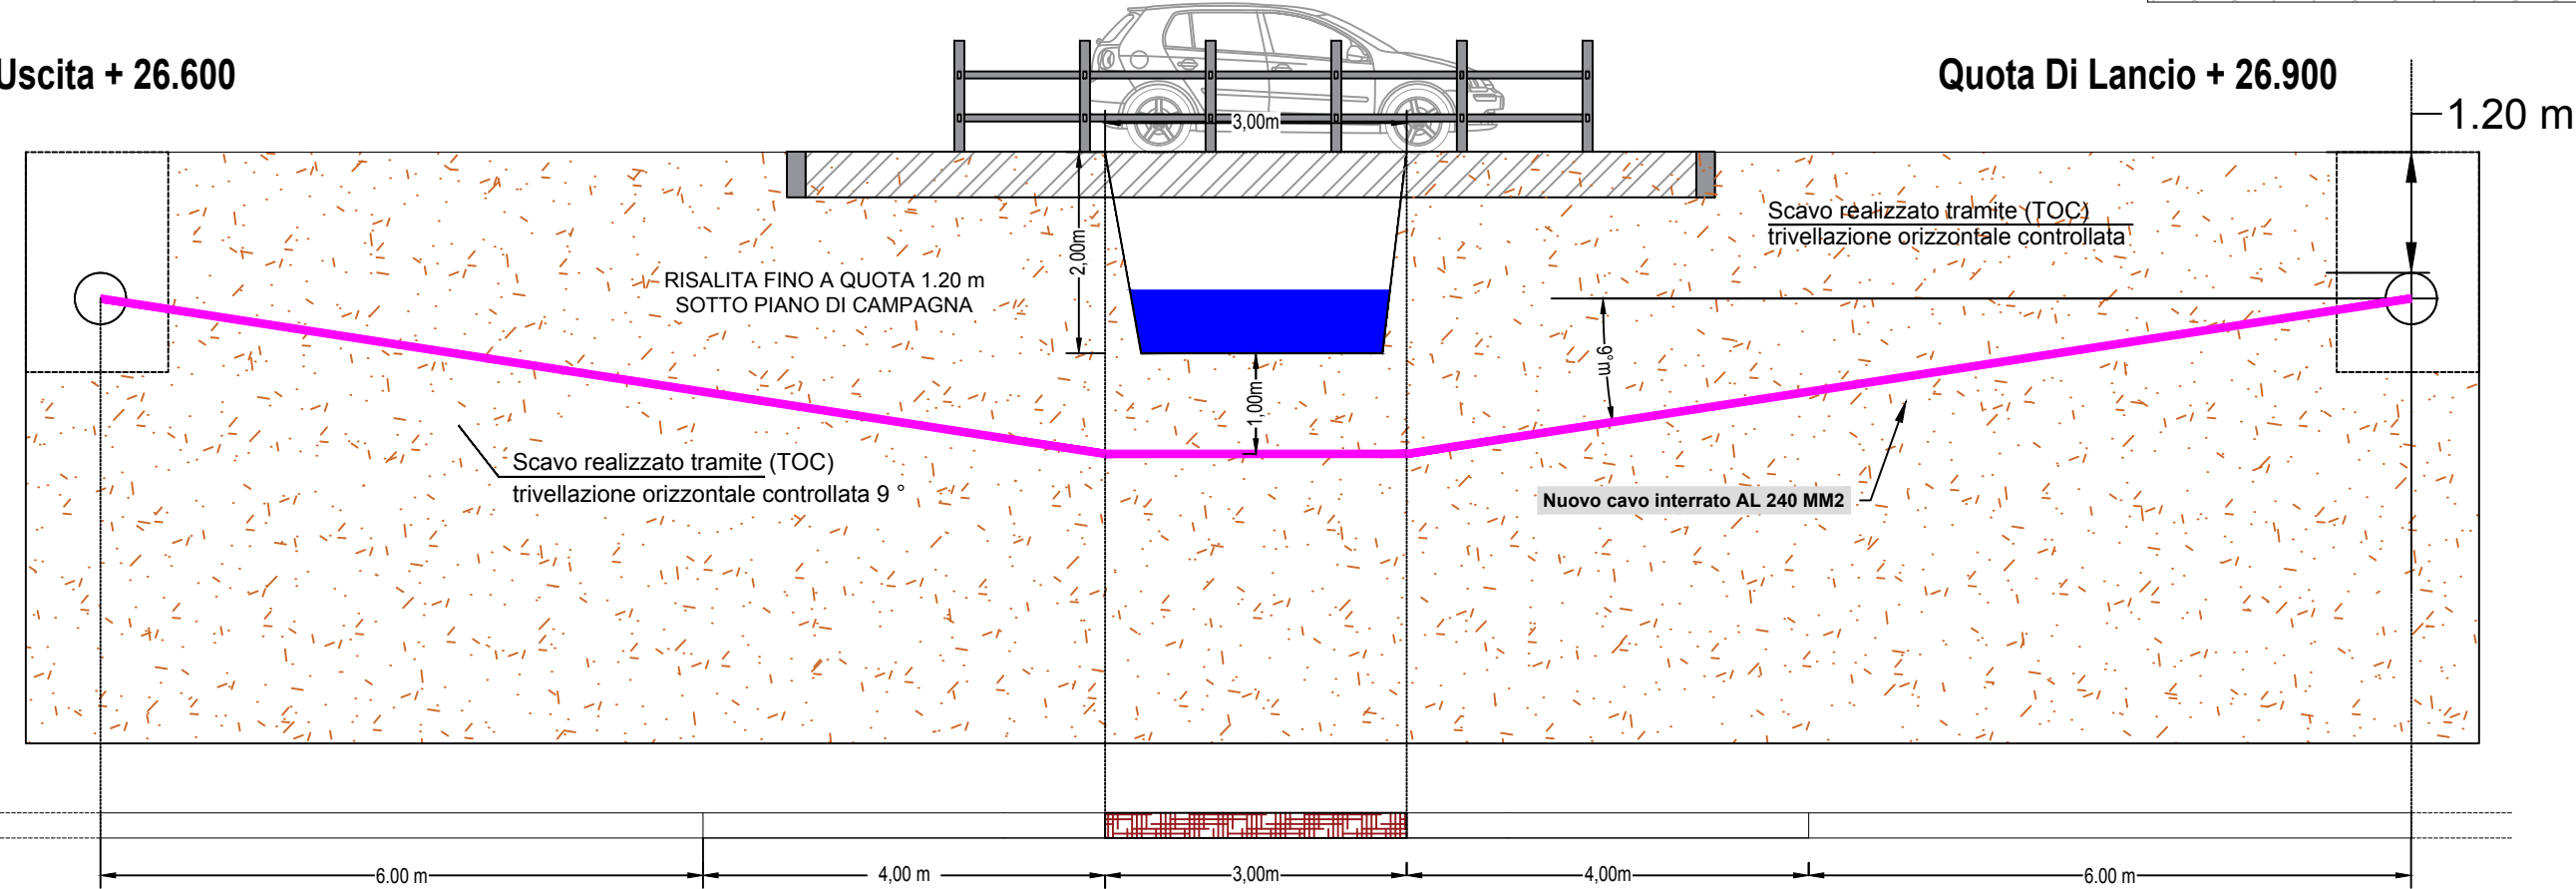 Uscita + 26.600
Quota Di Lancio + 26.900
1.20 m
3,00m
Scavo realizzato tramite (TOC)
trivellazione orizzontale controllata
2,00m
RISALITA FINO A QUOTA 1.20 m
SOTTO PIANO DI CAMPAGNA
9°m
1,00m
Scavo realizzato tramite (TOC)
trivellazione orizzontale controllata 9 °
Nuovo cavo interrato AL 240 MM2
6.00 m
4,00 m
3,00m
4,00m
6.00 m